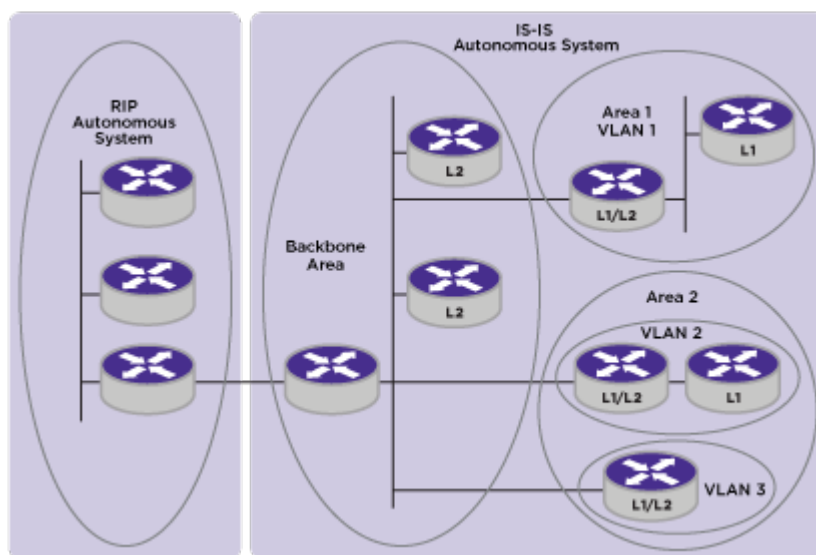 IS-IS
Autonomous System
RIP
Autonomous
System
Area 1
VLAN 1
L1
L2
L1/L2
Backbone
Area
L2
Area 2
VLAN 2
L1/L2
L1
L1/L2
VLAN 3